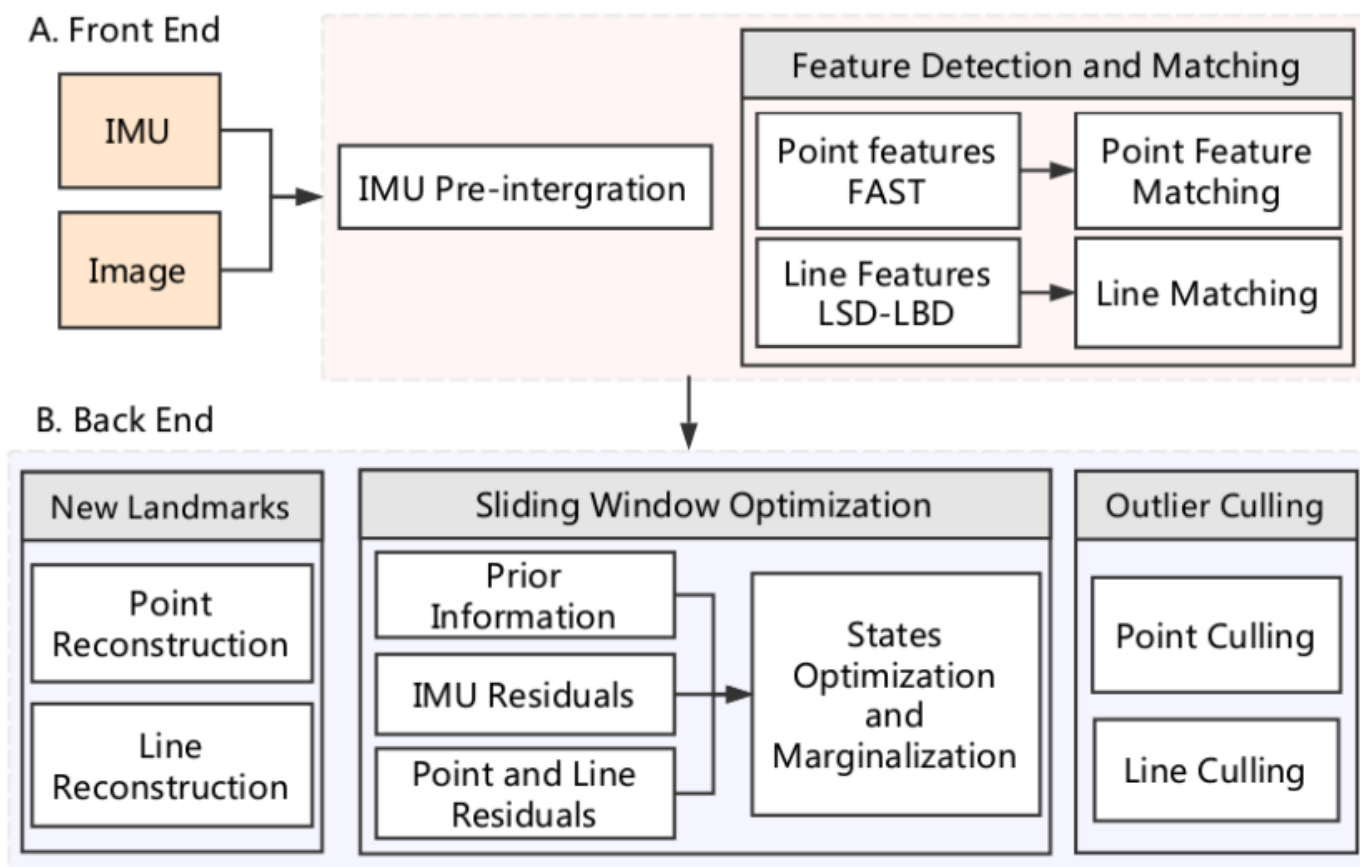 A. Front End
IMU
Image
IMU Pre-intergration
Feature Detection and Matching
Point features
FAST
Point Feature
Matching
Line Features
LSD-LBD
Line Matching
B. Back End
New Landmarks
Point
Reconstruction
Line
Reconstruction
Sliding Window Optimization
Prior
Information
IMU Residuals
Point and Line
Residuals
States
Optimization
and
Marginalization
Outlier Culling
Point Culling
Line Culling